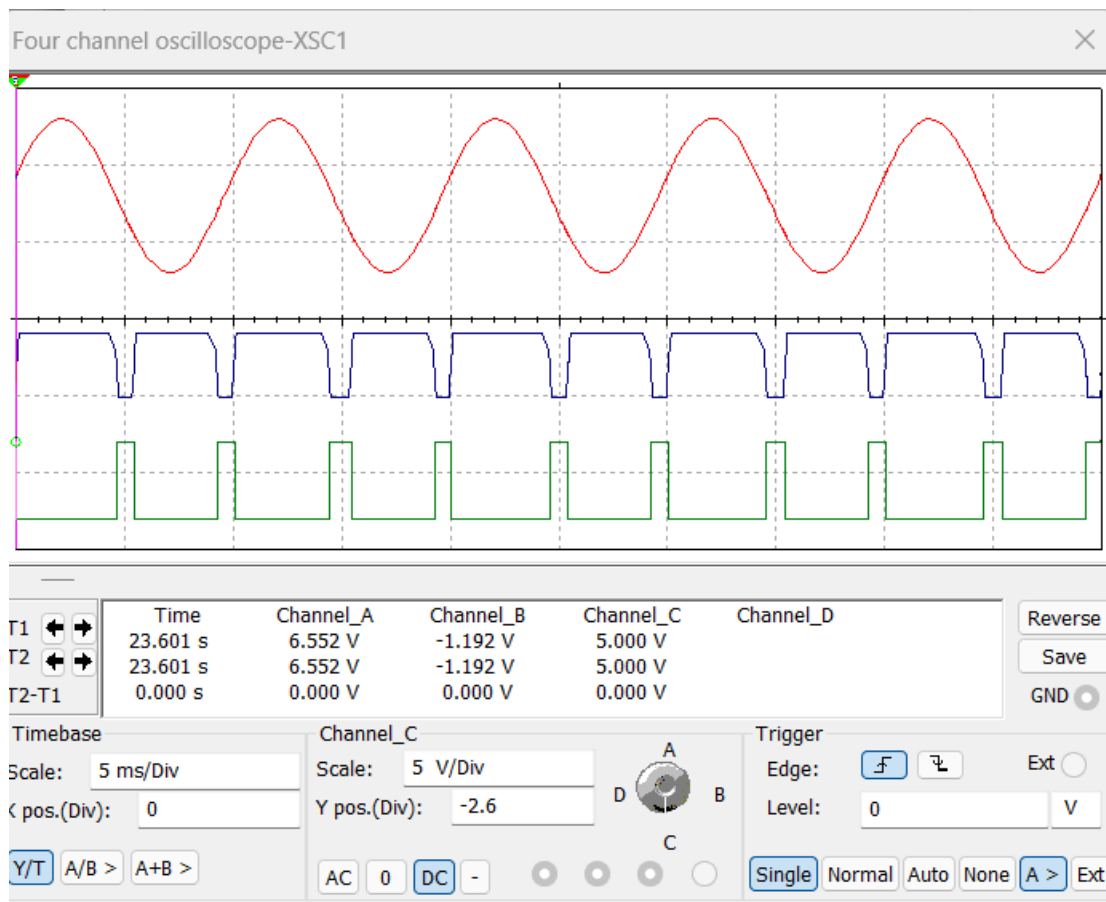 Four channel oscilloscope-XSC1
Time Channel_A Channel_B Channel_C Channel_D
T1 23.601 s 6.552 V -1.192 V 5.000 V
T2 23.601 s 6.552 V -1.192 V 5.000 V
T2-T1 0.000 s 0.000 V 0.000 V 0.000 V
Reverse
Save
GND
Timebase
Scale: 5 ms/Div
X pos.(Div): 0
Y/T A/B > A+B >
Channel_C
Scale: 5 V/Div
Y pos.(Div): -2.6
AC 0 DC -
A
D B
C
Trigger
Edge: Ext
Level: 0 V
Single Normal Auto None A > Ext